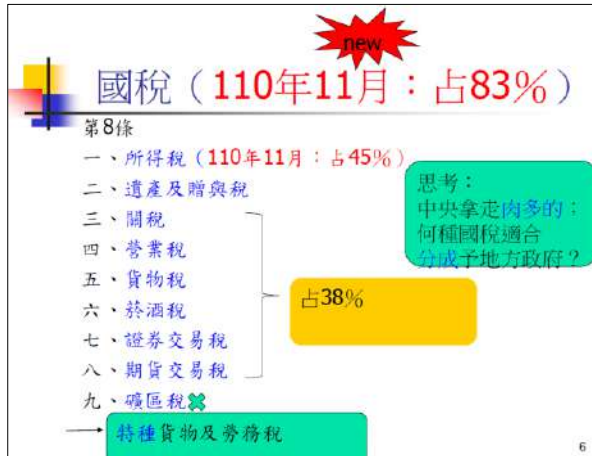 new
國稅（110年11月：占83%）
第8條
一、所得稅（110年11月：占45%）
二、遺產及贈與稅
三、關稅
四、營業稅
五、貨物稅
六、菸酒稅
七、證券交易稅
八、期貨交易稅
九、礦區稅
特種貨物及勞務稅
占38%
思考：
中央拿走肉多的；
何種國稅適合
分成予地方政府？
6